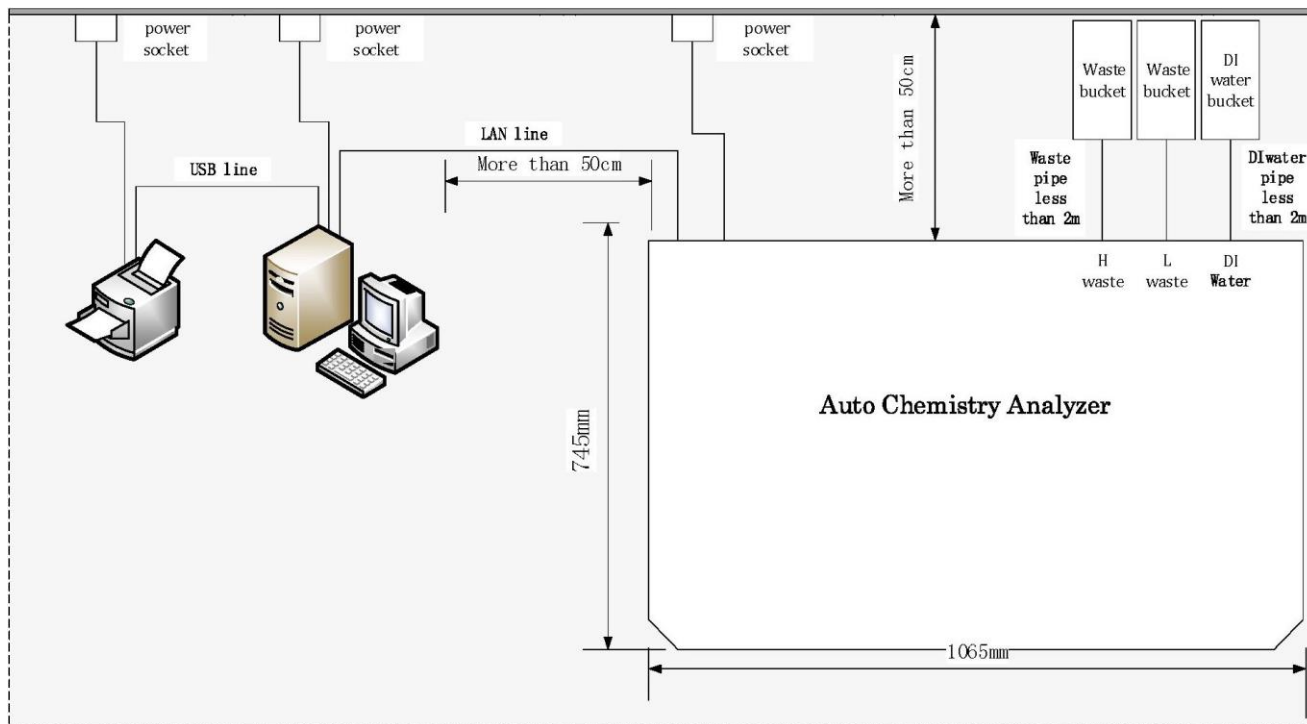 power
socket
power
socket
power
socket
Waste
bucket
Waste
bucket
DI
water
bucket
More than 50cm
LAN line
More than 50cm
USB line
Waste
pipe
less
than 2m
DIwater
pipe
less
than 2m
H
waste
L
waste
DI
Water
Auto Chemistry Analyzer
745mm
1065mm